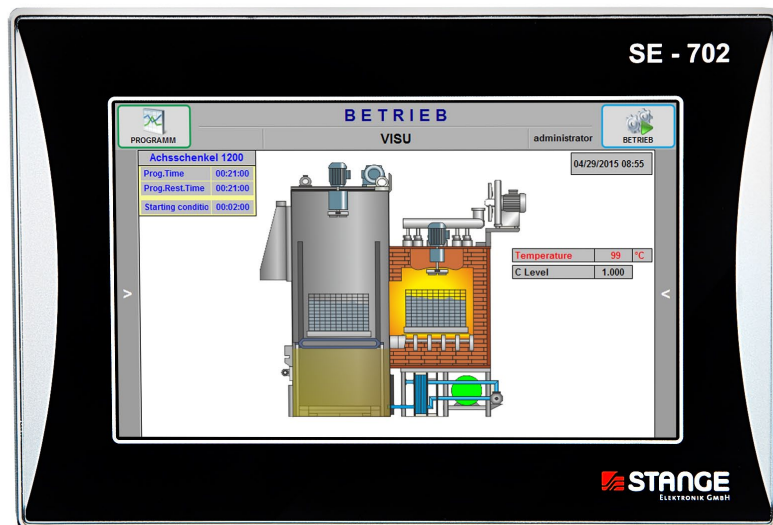 SE - 702
BETRIEB
PROGRAMM
VISU
administrator
BETRIEB
Achsschenkel 1200
04/29/2015 08:55
Prog.Time 00:21:00
Prog.Rest.Time 00:21:00
Starting conditio 00:02:00
Temperature 99 °C
C Level 1.000
>
<
STANGE
ELEKTRONIK GMBH